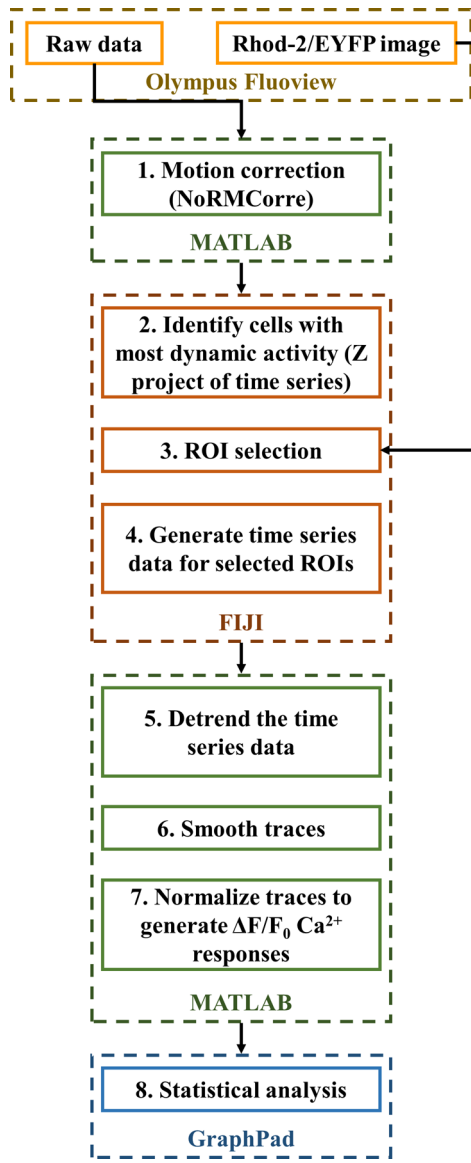 Raw data
Rhod-2/EYFP image
Olympus Fluoview
1. Motion correction
(NoRMCorre)
MATLAB
2. Identify cells with
most dynamic activity (Z
project of time series)
3. ROI selection
4. Generate time series
data for selected ROIs
FIJI
5. Detrend the time
series data
6. Smooth traces
7. Normalize traces to
generate ΔF/F₀ Ca²⁺
responses
MATLAB
8. Statistical analysis
GraphPad